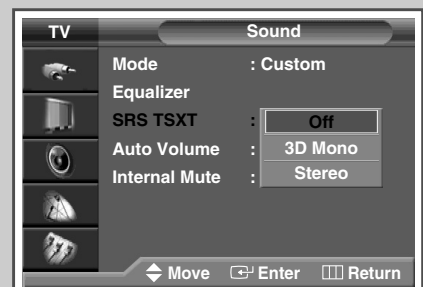 TV Sound
Mode : Custom
Equalizer
SRS TSXT : Off
Auto Volume : 3D Mono
Internal Mute : Stereo
Move Enter Return